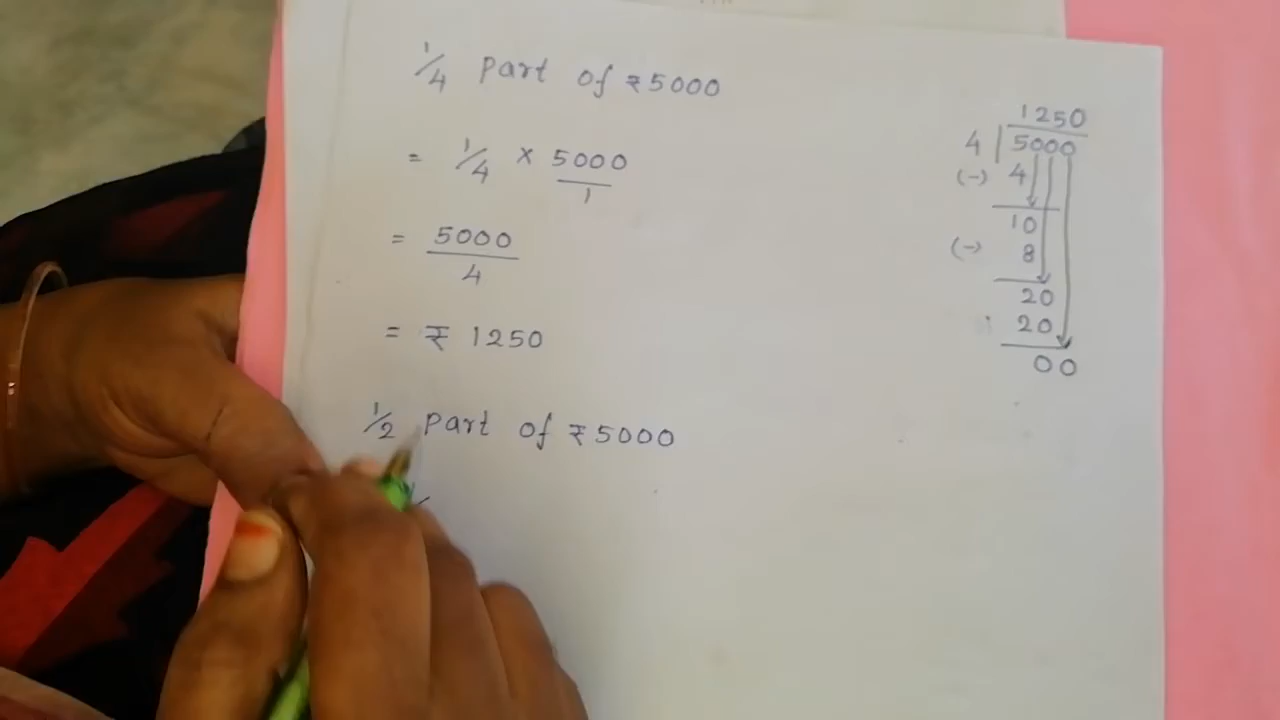 1/4 part of ₹5000
= 1/4 × 5000/1
= 5000/4
= ₹ 1250
1/2 part of ₹5000
1250
4 5000
(-) 4
10
(-) 8
20
20
00